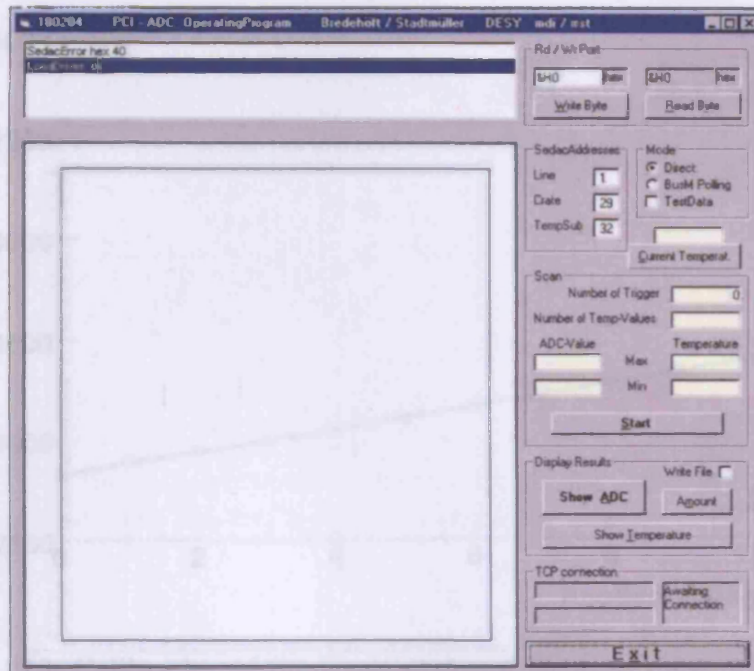 180204 PCI - ADC OperatingProgram Bredehöft / Stadtmüller DESY mdi / mst
SedacError hex 40
LoadDriver ok
Rd / Wr Port
&H0 hex &H0 hex
Write Byte Read Byte
SedacAddresses
Line 1
Crate 29
TempSub 32
Mode
Direct
BusM Polling
TestData
Current Temperat.
Scan
Number of Trigger 0
Number of Temp-Values
ADC-Value Temperature
Max
Min
Start
Display Results
Write File
Show ADC Amount
Show Temperature
TCP connection
Awaiting
Connection
Exit